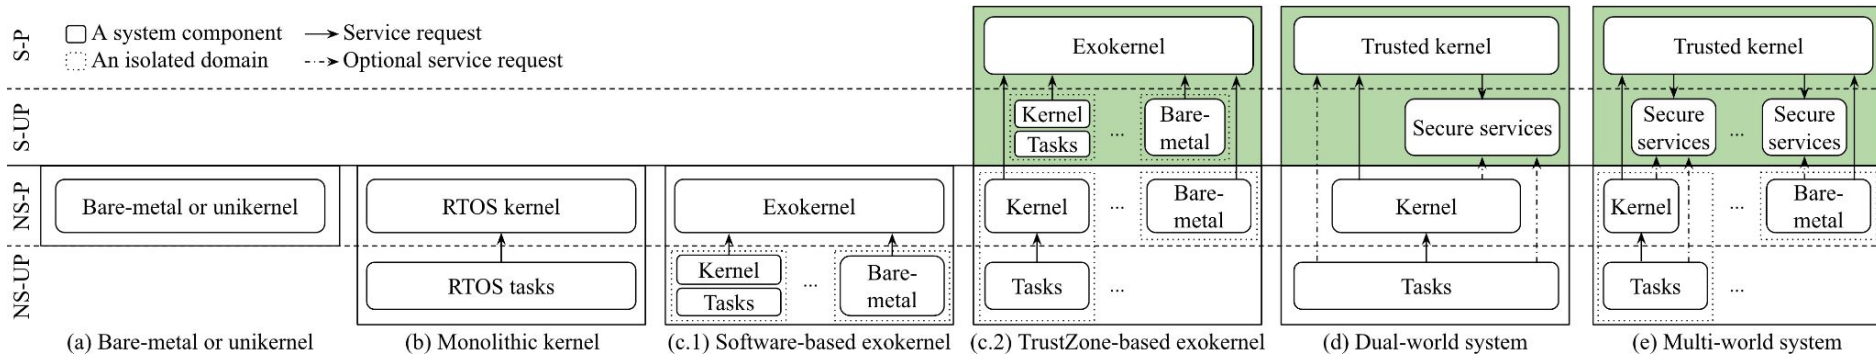 S-P
S-UP
NS-P
NS-UP
A system component
Service request
An isolated domain
Optional service request
Bare-metal or unikernel
(a) Bare-metal or unikernel
RTOS kernel
RTOS tasks
(b) Monolithic kernel
Exokernel
Kernel
Tasks
...
Bare-
metal
(c.1) Software-based exokernel
Exokernel
Kernel
Tasks
...
Bare-
metal
Kernel
...
Bare-
metal
Tasks
...
(c.2) TrustZone-based exokernel
Trusted kernel
Secure services
Kernel
Tasks
(d) Dual-world system
Trusted kernel
Secure
services
...
Secure
services
Kernel
...
Bare-
metal
Tasks
...
(e) Multi-world system